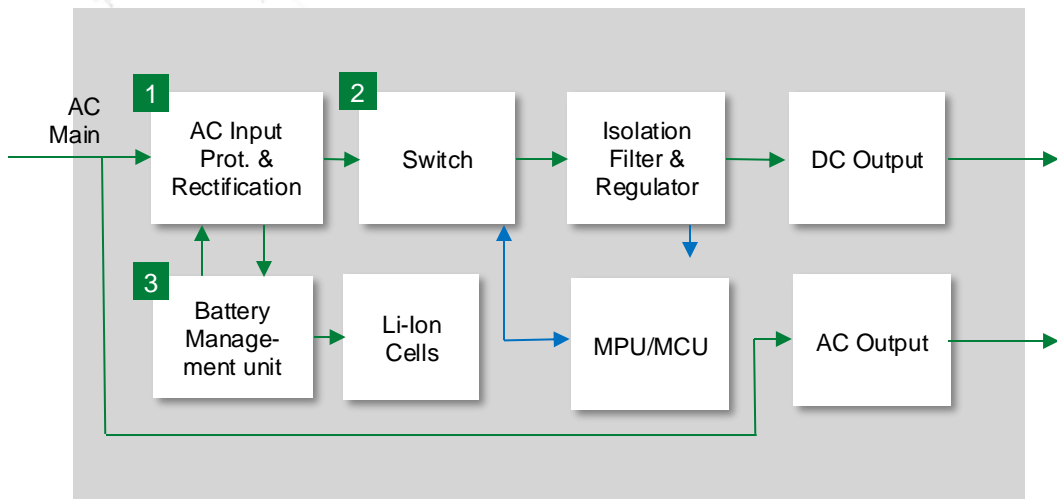 1
2
AC
Main
AC Input
Prot. &
Rectification
Switch
Isolation
Filter &
Regulator
DC Output
3
Battery
Manage-
ment unit
Li-Ion
Cells
MPU/MCU
AC Output